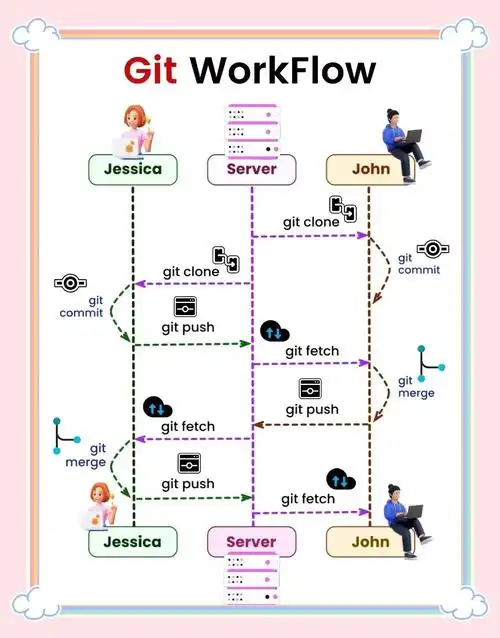 Git WorkFlow
Jessica
Server
John
git clone
git
commit
git clone
git
commit
git push
git fetch
git
merge
git push
git fetch
git
merge
git push
git fetch
Jessica
Server
John